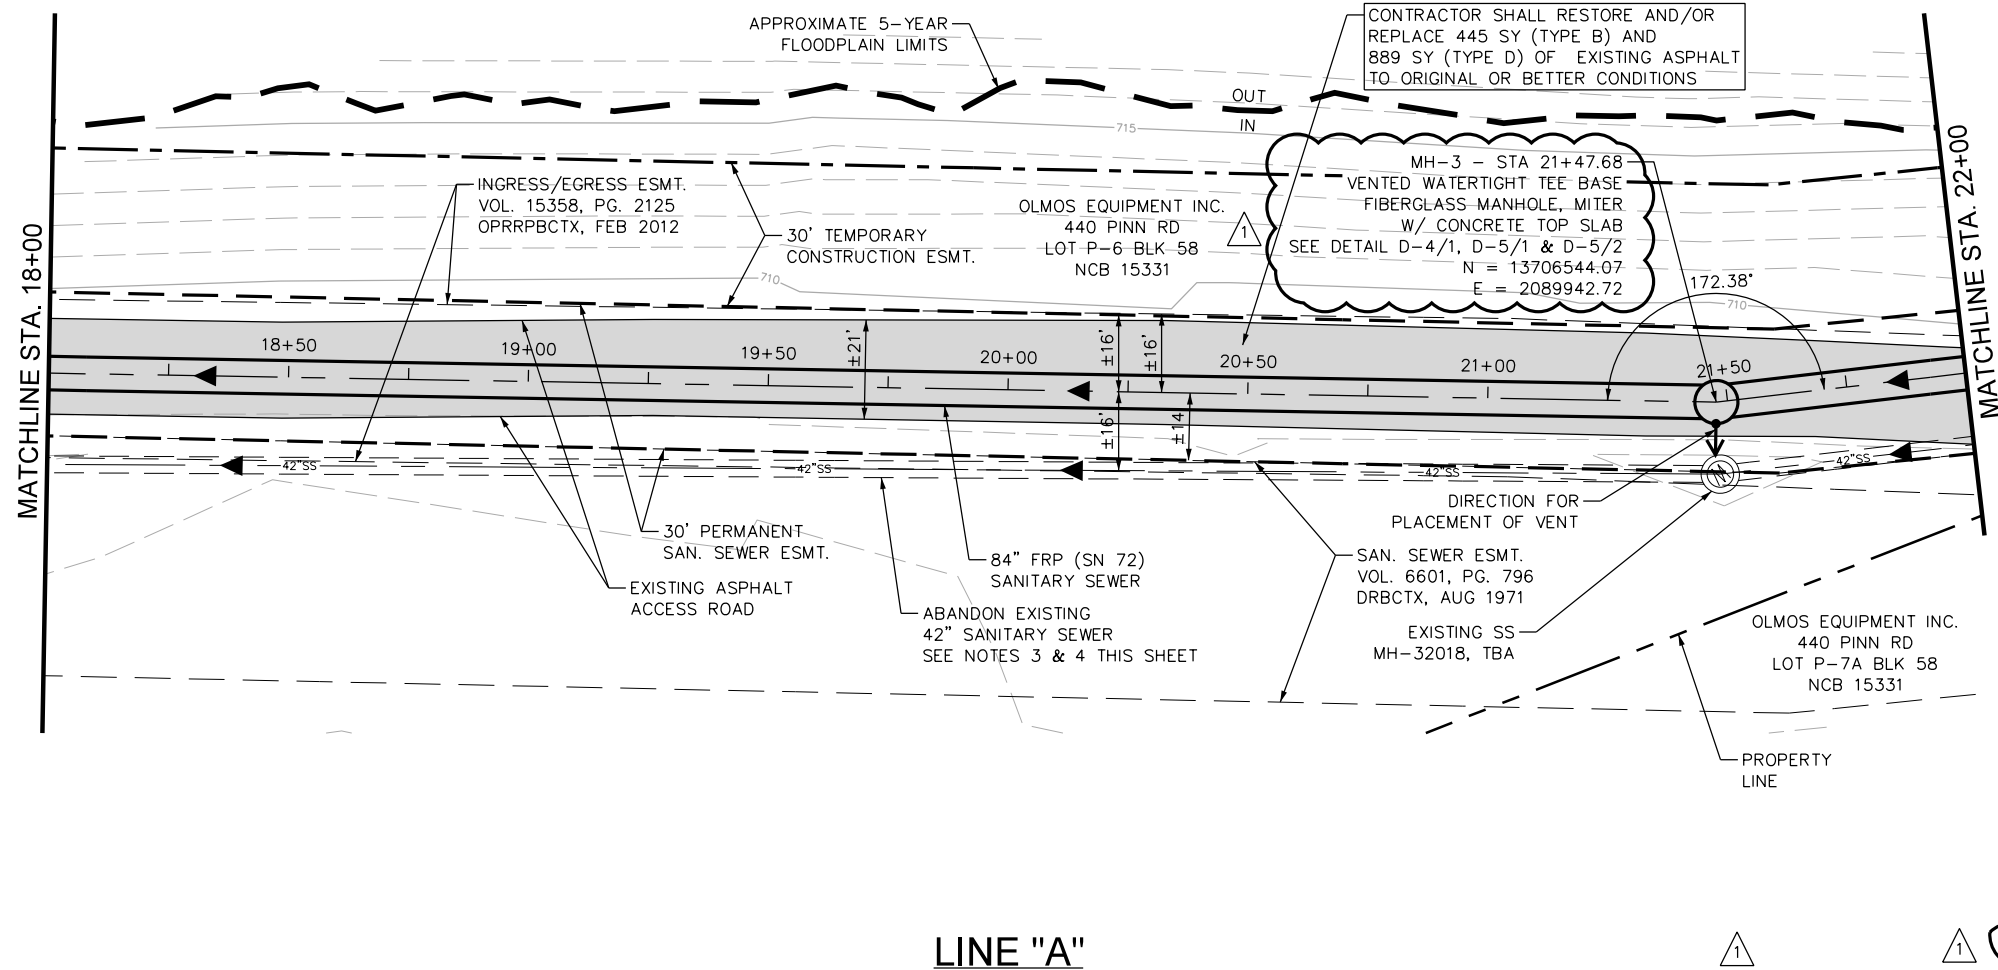 APPROXIMATE 5-YEAR
FLOODPLAIN LIMITS
CONTRACTOR SHALL RESTORE AND/OR
REPLACE 445 SY (TYPE B) AND
889 SY (TYPE D) OF EXISTING ASPHALT
TO ORIGINAL OR BETTER CONDITIONS
OUT
IN
715
MH-3 - STA 21+47.68
VENTED WATERTIGHT TEE BASE
FIBERGLASS MANHOLE, MITER
W/ CONCRETE TOP SLAB
SEE DETAIL D-4/1, D-5/1 & D-5/2
N = 13706544.07
E = 2089942.72
1
INGRESS/EGRESS ESMT.
VOL. 15358, PG. 2125
OPRRPBCTX, FEB 2012
30' TEMPORARY
CONSTRUCTION ESMT.
OLMOS EQUIPMENT INC.
440 PINN RD
LOT P-6 BLK 58
NCB 15331
710
710
172.38°
MATCHLINE STA. 18+00
MATCHLINE STA. 22+00
18+50
19+00
19+50
20+00
20+50
21+00
21+50
±21'
±16'
±16'
±16'
±14
42"SS
42"SS
42"SS
42"SS
DIRECTION FOR
PLACEMENT OF VENT
30' PERMANENT
SAN. SEWER ESMT.
EXISTING ASPHALT
ACCESS ROAD
84" FRP (SN 72)
SANITARY SEWER
ABANDON EXISTING
42" SANITARY SEWER
SEE NOTES 3 & 4 THIS SHEET
SAN. SEWER ESMT.
VOL. 6601, PG. 796
DRBCTX, AUG 1971
EXISTING SS
MH-32018, TBA
OLMOS EQUIPMENT INC.
440 PINN RD
LOT P-7A BLK 58
NCB 15331
PROPERTY
LINE
LINE "A"
1
1